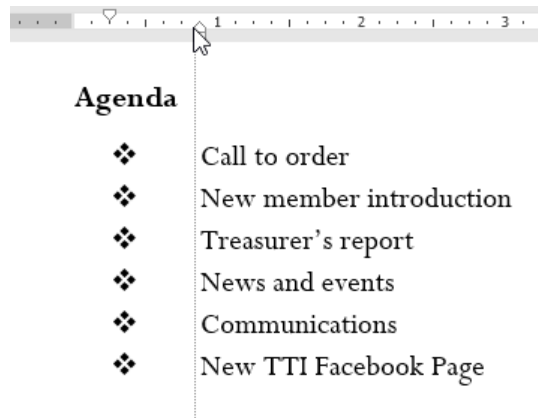 1 2 3
Agenda
❖ Call to order
❖ New member introduction
❖ Treasurer’s report
❖ News and events
❖ Communications
❖ New TTI Facebook Page